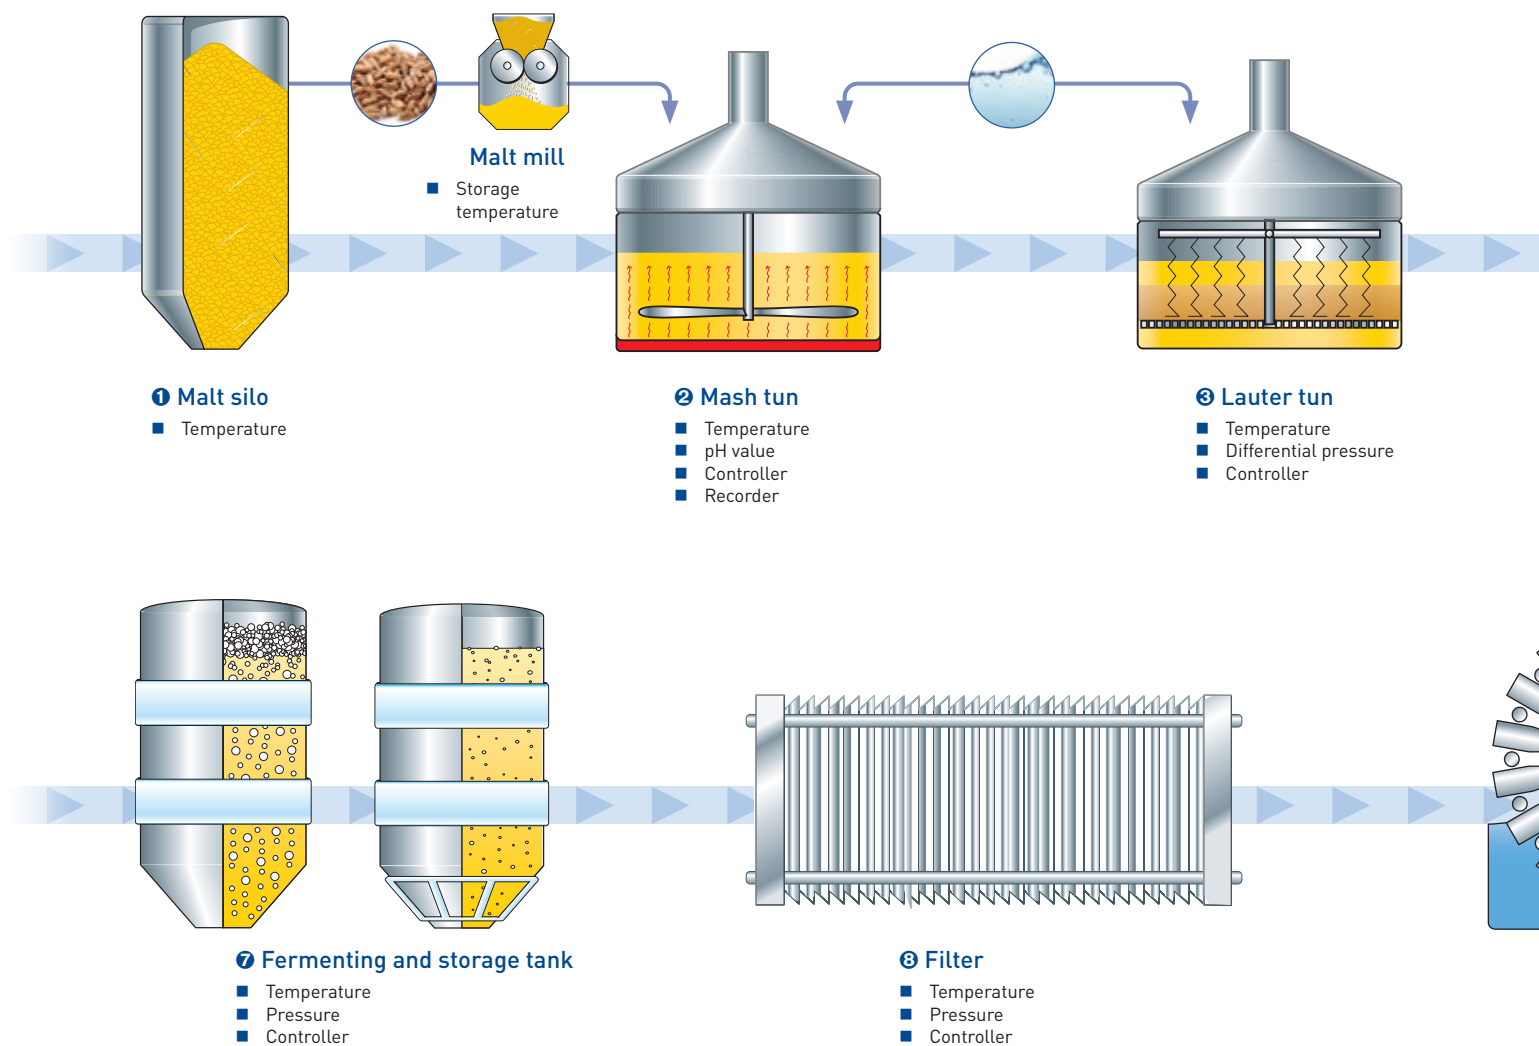 Malt mill
■ Storage
temperature
❶ Malt silo
■ Temperature
❷ Mash tun
■ Temperature
■ pH value
■ Controller
■ Recorder
❸ Lauter tun
■ Temperature
■ Differential pressure
■ Controller
❼ Fermenting and storage tank
■ Temperature
■ Pressure
■ Controller
❽ Filter
■ Temperature
■ Pressure
■ Controller